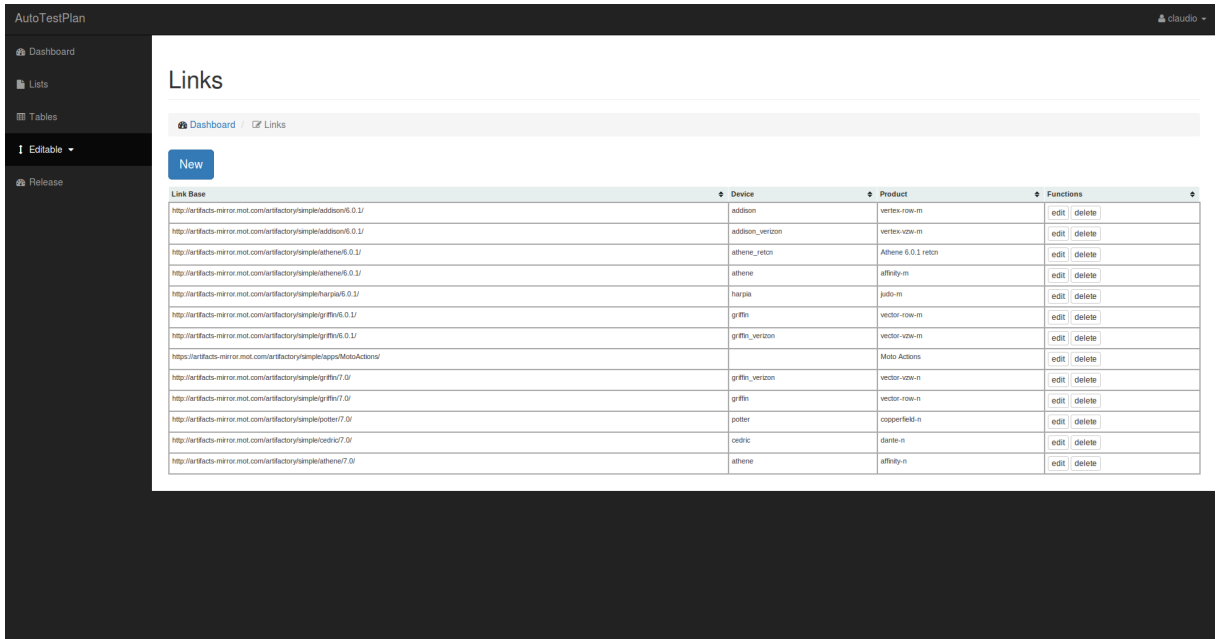 AutoTestPlan claudio
Dashboard
Lists
Tables
Editable
Release
Links
Dashboard / Links
New
Link Base Device Product Functions
http://artifacts-mirror.mot.com/artifactory/simple/addison/6.0.1/ addison vertex-row-m edit delete
http://artifacts-mirror.mot.com/artifactory/simple/addison/6.0.1/ addison_verizon vertex-vzw-m edit delete
http://artifacts-mirror.mot.com/artifactory/simple/athene/6.0.1/ athene_retcn Athene 6.0.1 retcn edit delete
http://artifacts-mirror.mot.com/artifactory/simple/athene/6.0.1/ athene affinity-m edit delete
http://artifacts-mirror.mot.com/artifactory/simple/harpia/6.0.1/ harpia judo-m edit delete
http://artifacts-mirror.mot.com/artifactory/simple/griffin/6.0.1/ griffin vector-row-m edit delete
http://artifacts-mirror.mot.com/artifactory/simple/griffin/6.0.1/ griffin_verizon vector-vzw-m edit delete
https://artifacts-mirror.mot.com/artifactory/simple/apps/MotoActions/ Moto Actions edit delete
http://artifacts-mirror.mot.com/artifactory/simple/griffin/7.0/ griffin_verizon vector-vzw-n edit delete
http://artifacts-mirror.mot.com/artifactory/simple/griffin/7.0/ griffin vector-row-n edit delete
http://artifacts-mirror.mot.com/artifactory/simple/potter/7.0/ potter copperfield-n edit delete
http://artifacts-mirror.mot.com/artifactory/simple/cedric/7.0/ cedric dante-n edit delete
http://artifacts-mirror.mot.com/artifactory/simple/athene/7.0/ athene affinity-n edit delete